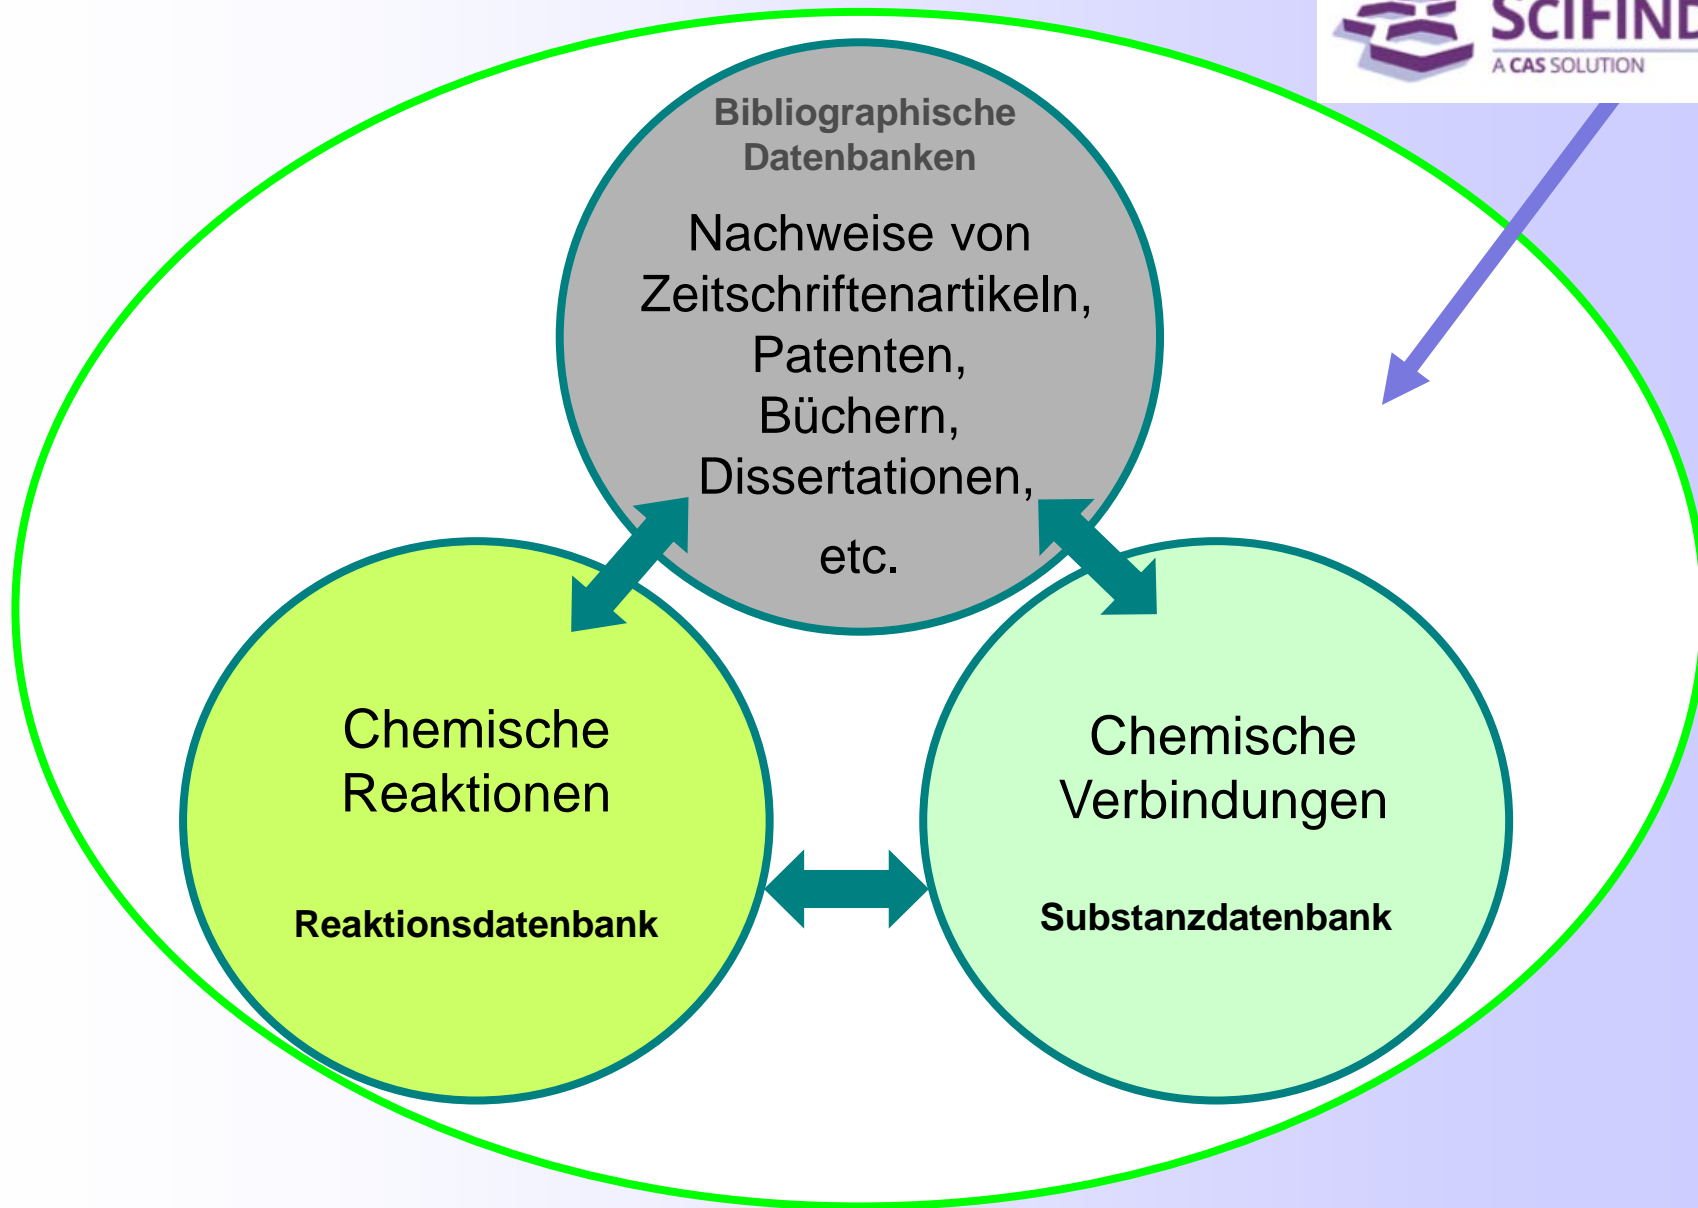 SCIFIND
A CAS SOLUTION
Bibliographische
Datenbanken
Nachweise von
Zeitschriftenartikeln,
Patenten,
Büchern,
Dissertationen,
etc.
Chemische
Reaktionen
Reaktionsdatenbank
Chemische
Verbindungen
Substanzdatenbank